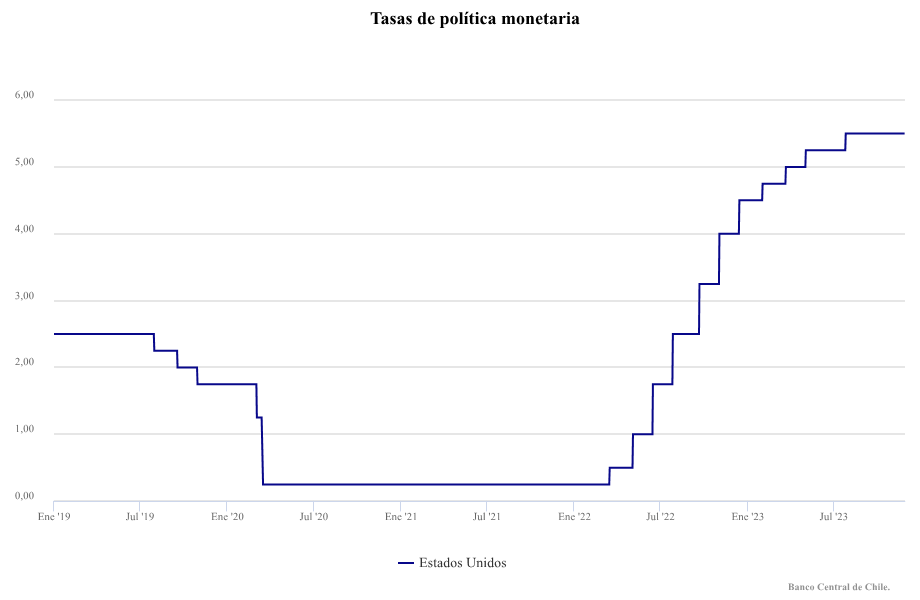 Tasas de política monetaria
6,00
5,00
4,00
3,00
2,00
1,00
0,00
Ene '19 Jul '19 Ene '20 Jul '20 Ene '21 Jul '21 Ene '22 Jul '22 Ene '23 Jul '23
Estados Unidos
Banco Central de Chile.